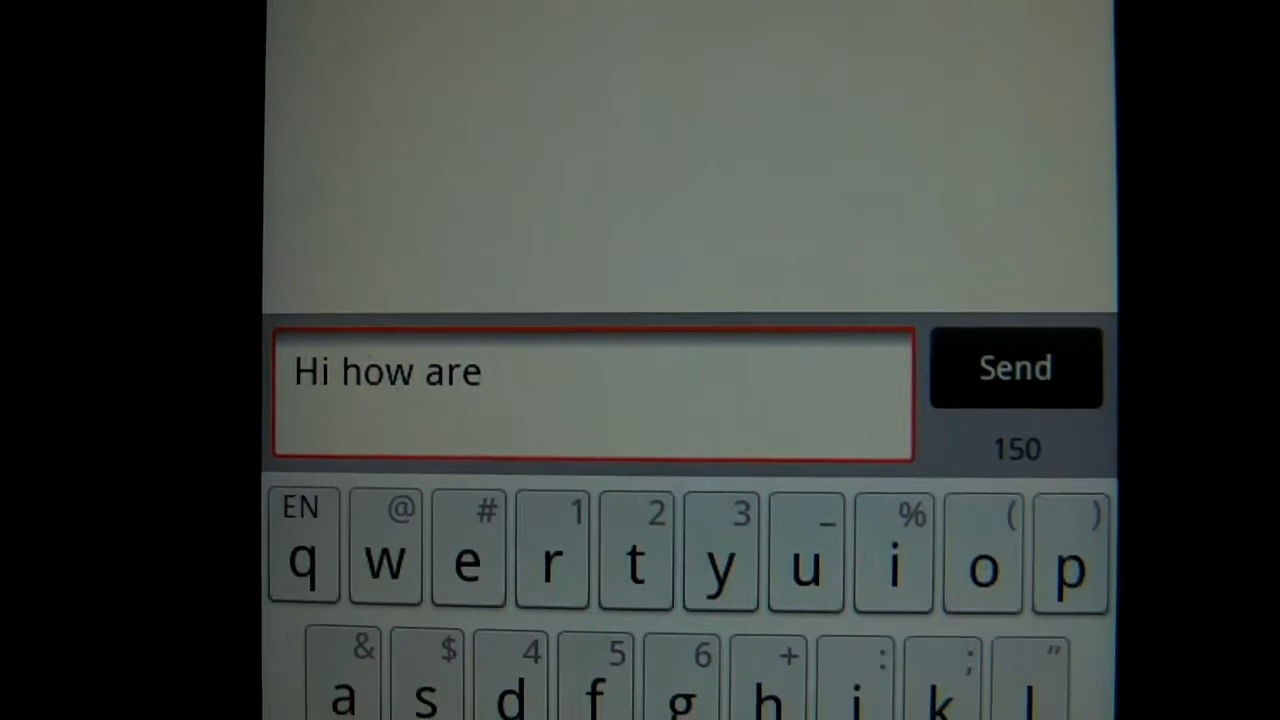 Hi how are
Send
150
EN @ # 1 2 3 _ % ( )
q w e r t y u i o p
& $ 4 5 6 + : ; "
a s d f g h j k l